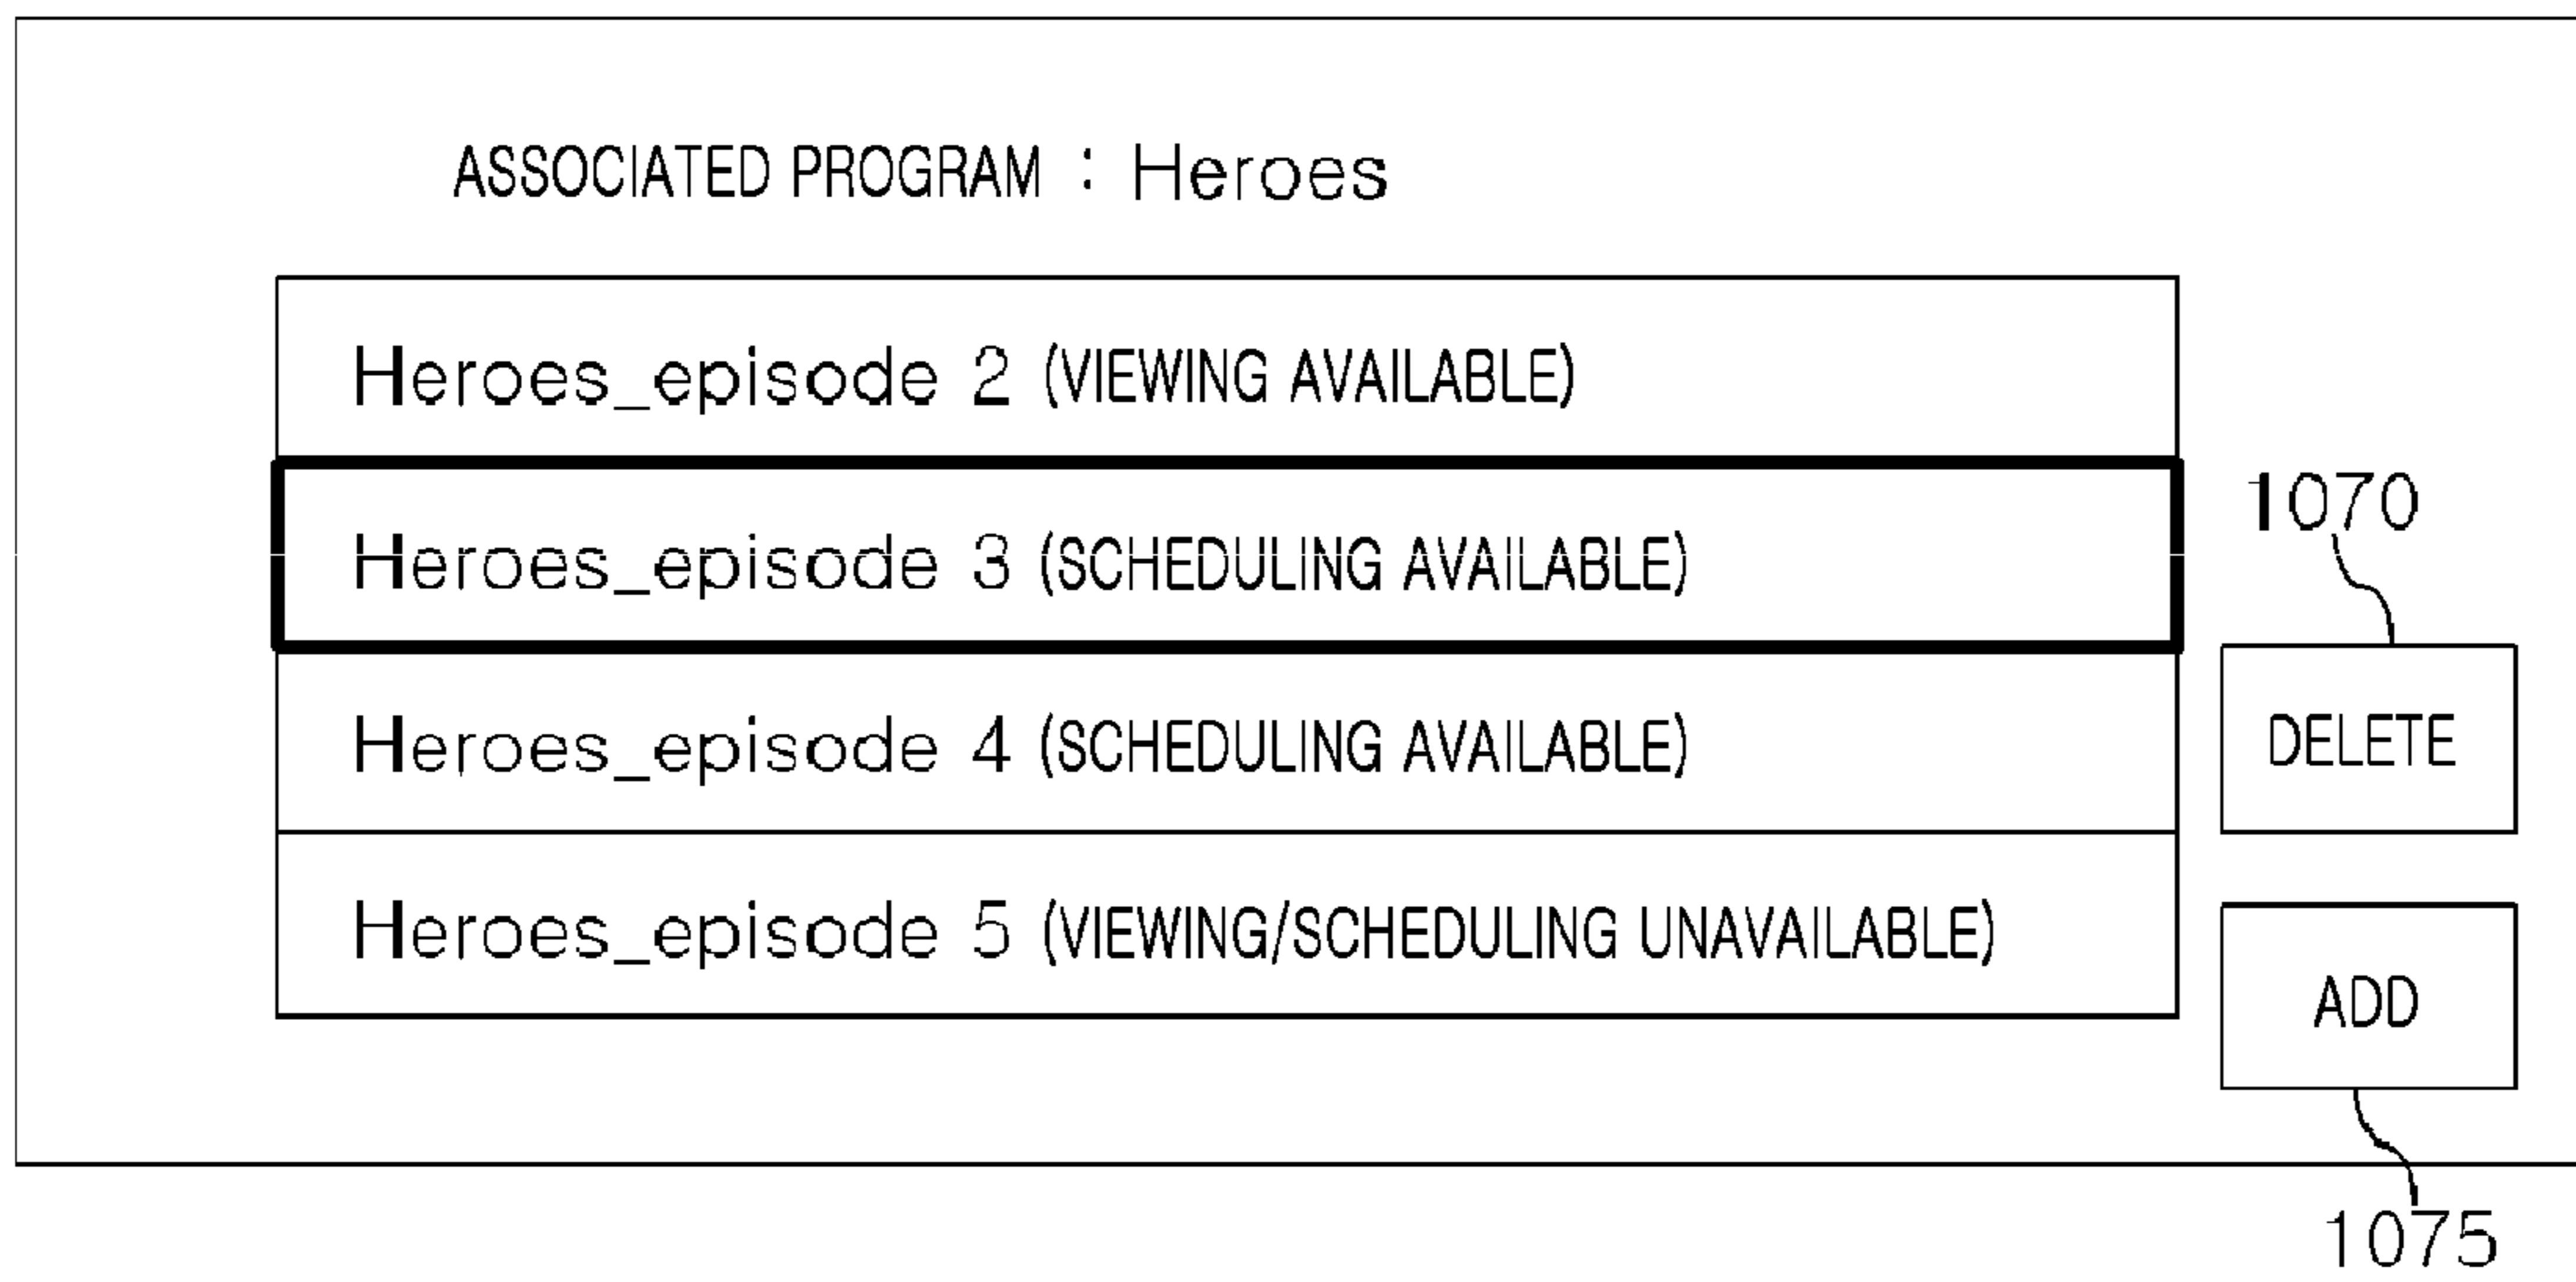 ASSOCIATED PROGRAM : Heroes
Heroes_episode 2 (VIEWING AVAILABLE)
Heroes_episode 3 (SCHEDULING AVAILABLE)
1070
Heroes_episode 4 (SCHEDULING AVAILABLE)
DELETE
Heroes_episode 5 (VIEWING/SCHEDULING UNAVAILABLE)
ADD
1075